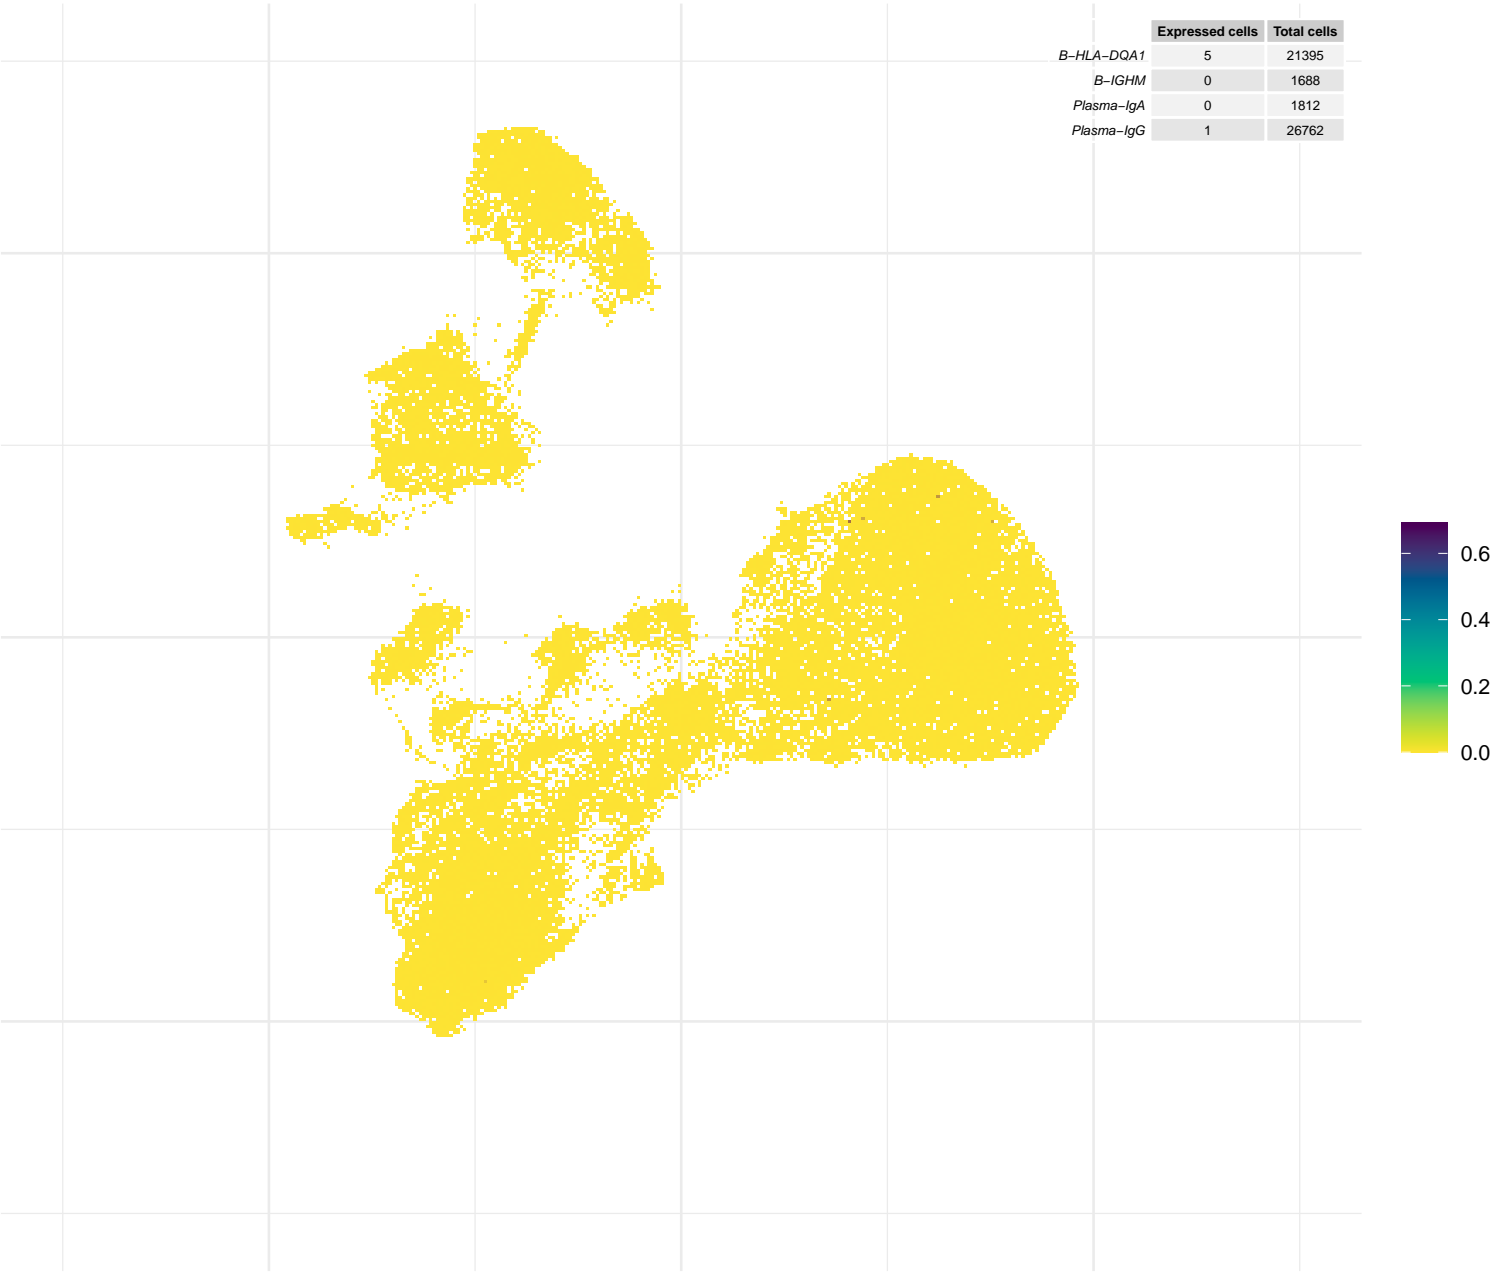 Expressed cells Total cells
B−HLA−DQA1 5 21395
B−IGHM 0 1688
Plasma−IgA 0 1812
Plasma−IgG 1 26762
0.6
0.4
0.2
0.0